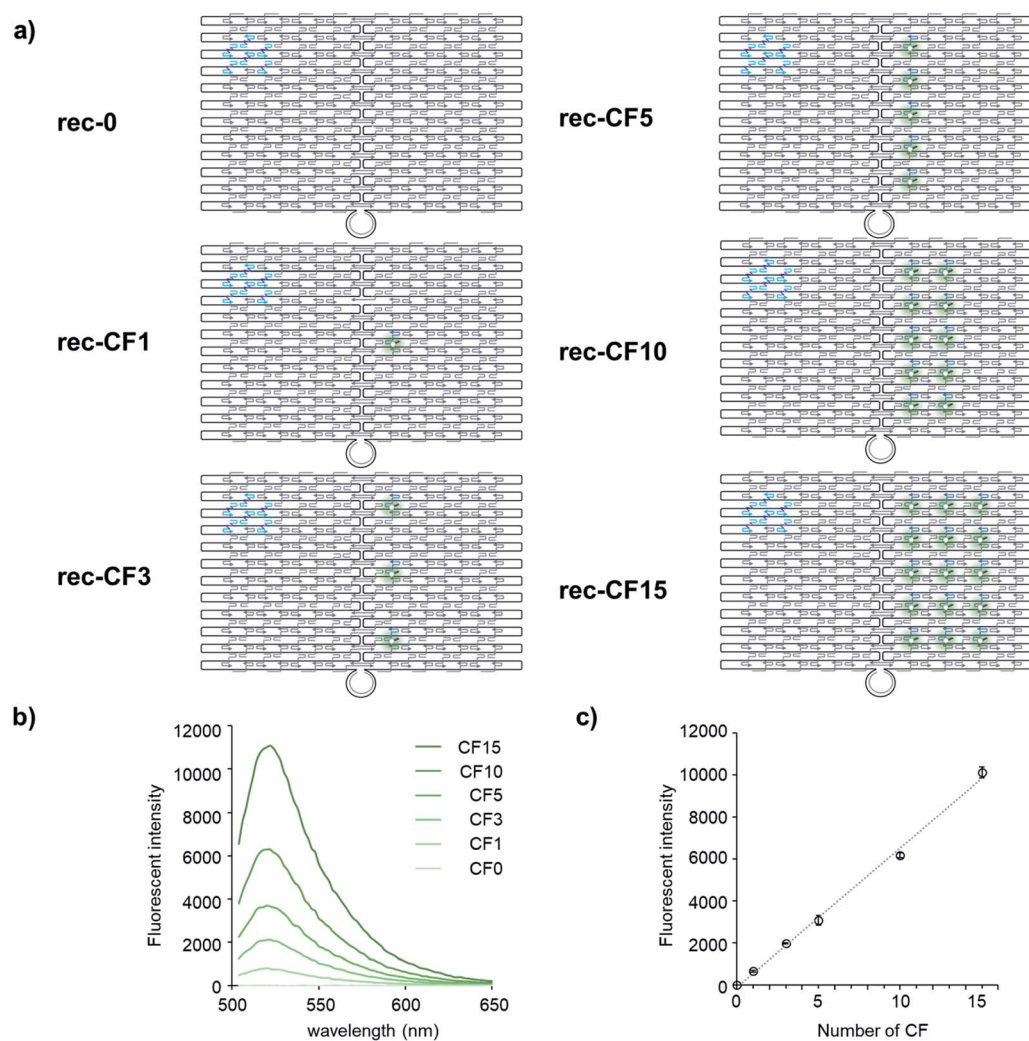 a)
rec-0
rec-CF5
rec-CF1
rec-CF10
rec-CF3
rec-CF15
b)
12000
10000
8000
6000
4000
2000
0
500
550
600
650
Fluorescent intensity
wavelength (nm)
CF15
CF10
CF5
CF3
CF1
CF0
c)
12000
10000
8000
6000
4000
2000
0
0
5
10
15
Fluorescent intensity
Number of CF